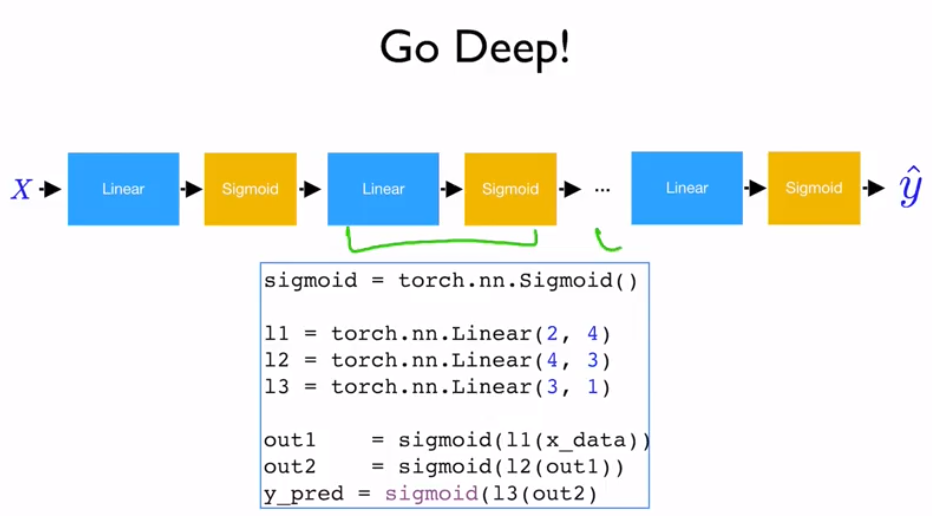 Go Deep!
X Linear Sigmoid Linear Sigmoid ... Linear Sigmoid ŷ
sigmoid = torch.nn.Sigmoid()
l1 = torch.nn.Linear(2, 4)
l2 = torch.nn.Linear(4, 3)
l3 = torch.nn.Linear(3, 1)
out1    = sigmoid(l1(x_data))
out2    = sigmoid(l2(out1))
y_pred = sigmoid(l3(out2)